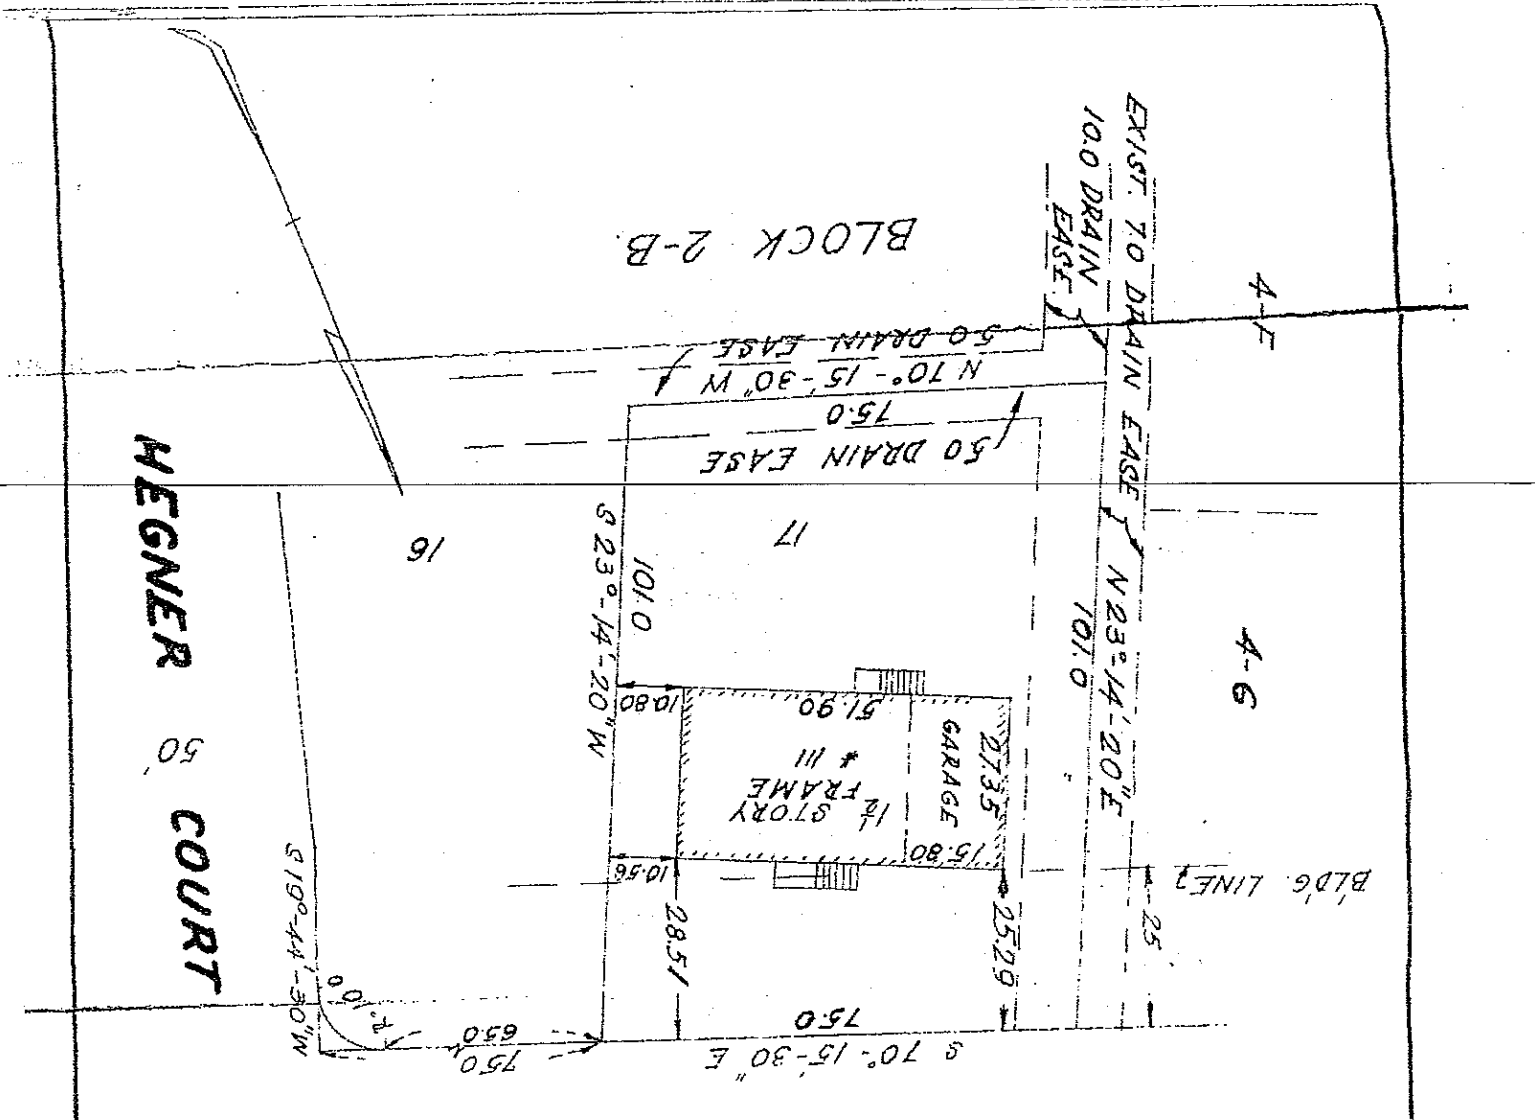 S 70°-15'-30" E
75.0
75.0
65.0
R. 10.0
S 19°-44'-30" W
BL'D'G. LINE
25'
25.29
28.51
10.56
15.80
GARAGE
27.35
1½ STORY
FRAME
# 111
51.90
10.80
4-G
N 23°-14'-20" E
101.0
S 23°-14'-20" W
101.0
WEGNER 50' COURT
17
16
5.0 DRAIN EASE
75.0
N 70°-15'-30" W
5.0 DRAIN EASE
4-F
EXIST. 7.0 DRAIN EASE
10.0 DRAIN
EASE.
BLOCK 2-B.